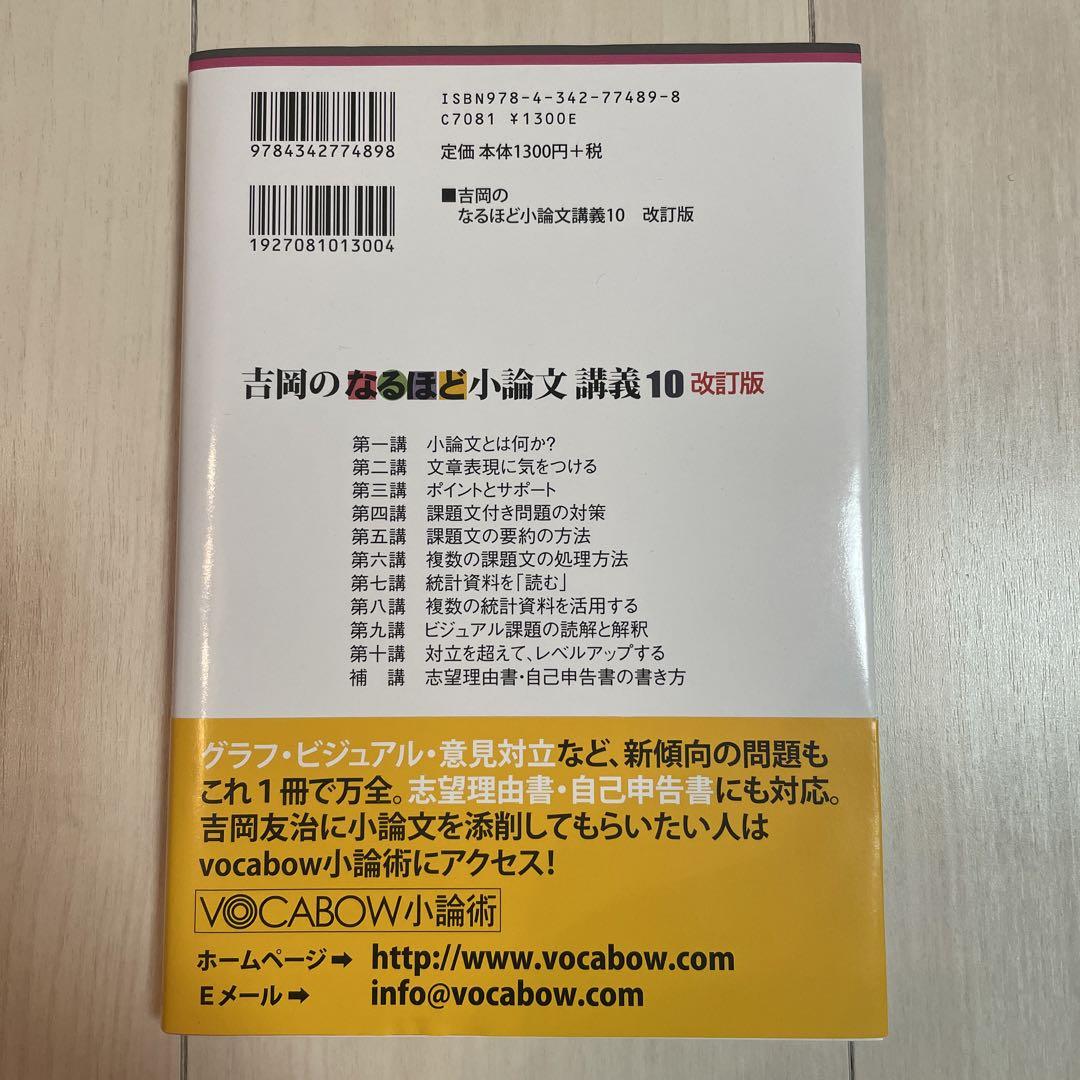 ISBN978-4-342-77489-8
C7081 ¥1300E
9784342774898
定価 本体1300円＋税
■吉岡の
なるほど小論文講義10　改訂版
1927081013004
吉岡の なるほど小論文 講義10 改訂版
第一講　小論文とは何か?
第二講　文章表現に気をつける
第三講　ポイントとサポート
第四講　課題文付き問題の対策
第五講　課題文の要約の方法
第六講　複数の課題文の処理方法
第七講　統計資料を「読む」
第八講　複数の統計資料を活用する
第九講　ビジュアル課題の読解と解釈
第十講　対立を超えて、レベルアップする
補　講　志望理由書・自己申告書の書き方
グラフ・ビジュアル・意見対立など、新傾向の問題も
これ1冊で万全。志望理由書・自己申告書にも対応。
吉岡友治に小論文を添削してもらいたい人は
vocabow小論術にアクセス!
VOCABOW小論術
ホームページ➡ http://www.vocabow.com
Eメール➡ info@vocabow.com